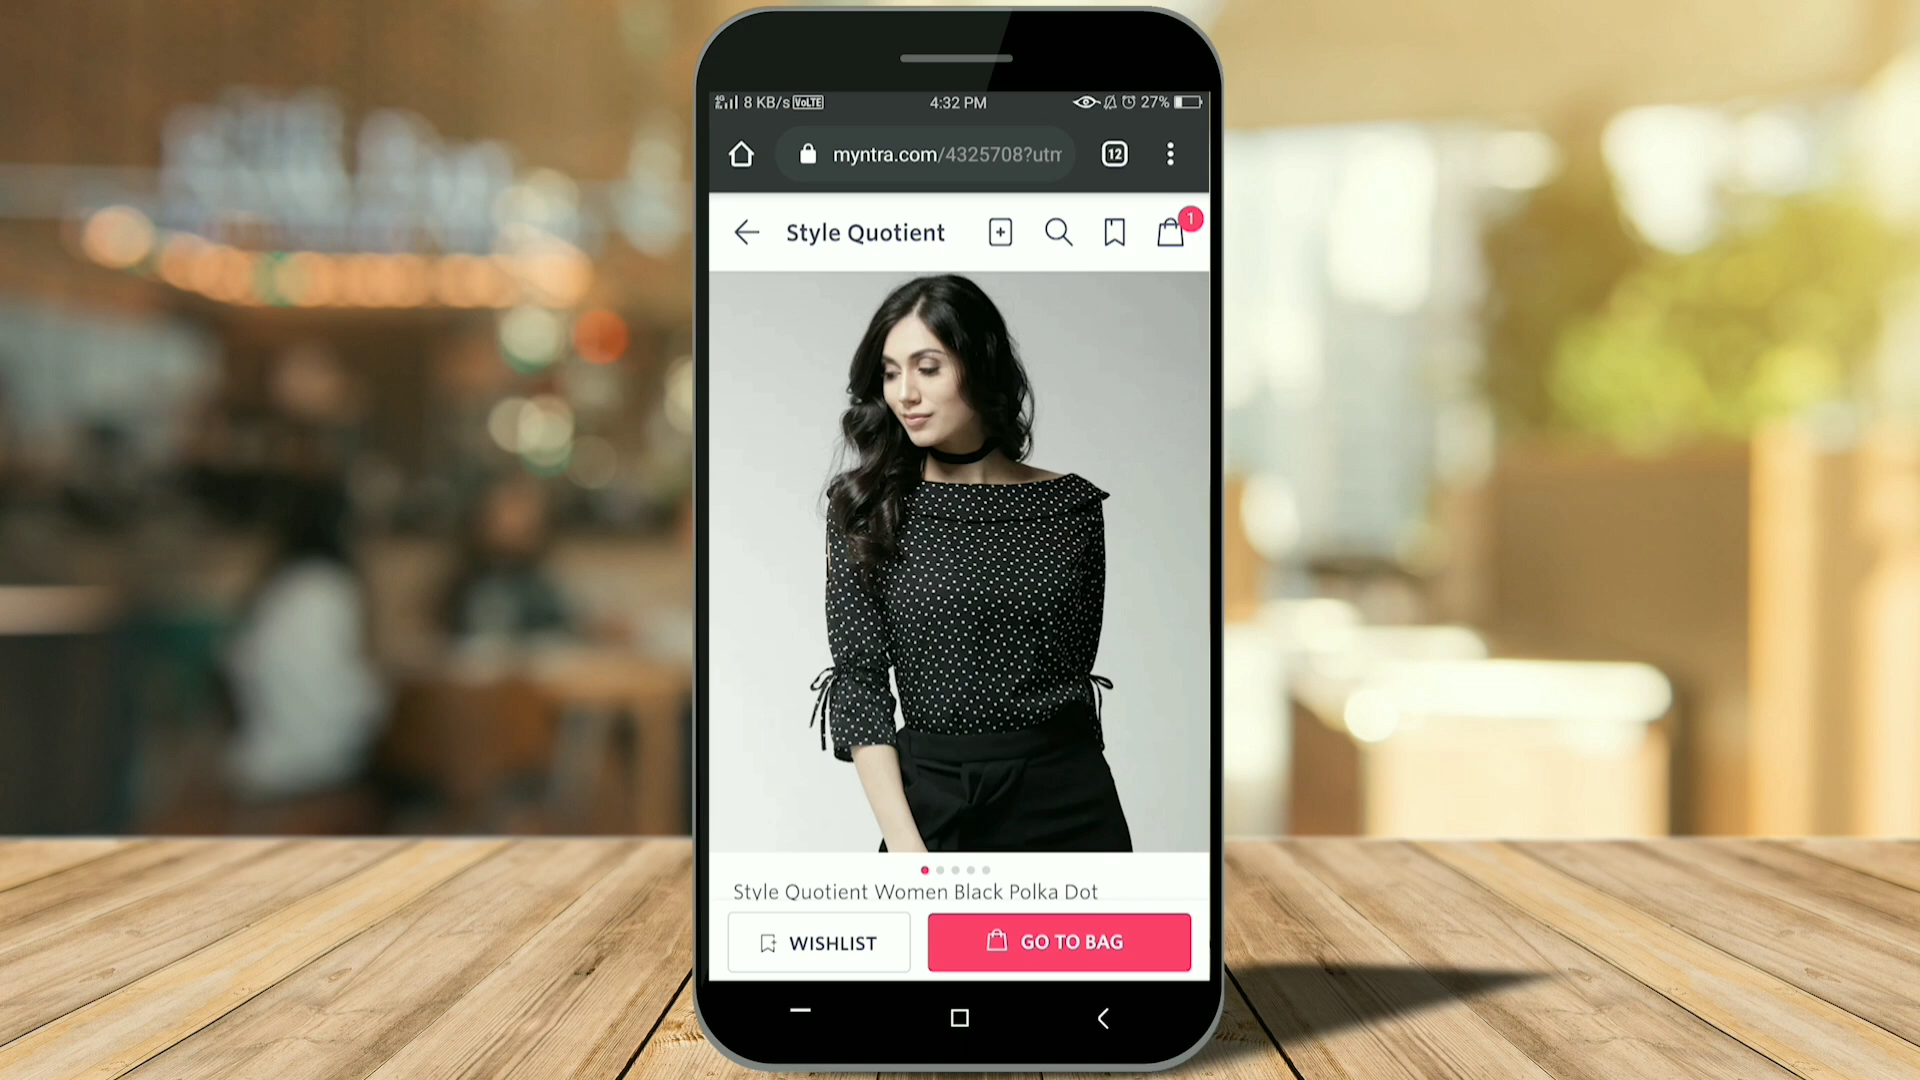 8 KB/s VoLTE 4:32 PM 27%
myntra.com/4325708?utm
12
Style Quotient
1
Style Quotient Women Black Polka Dot
WISHLIST
GO TO BAG